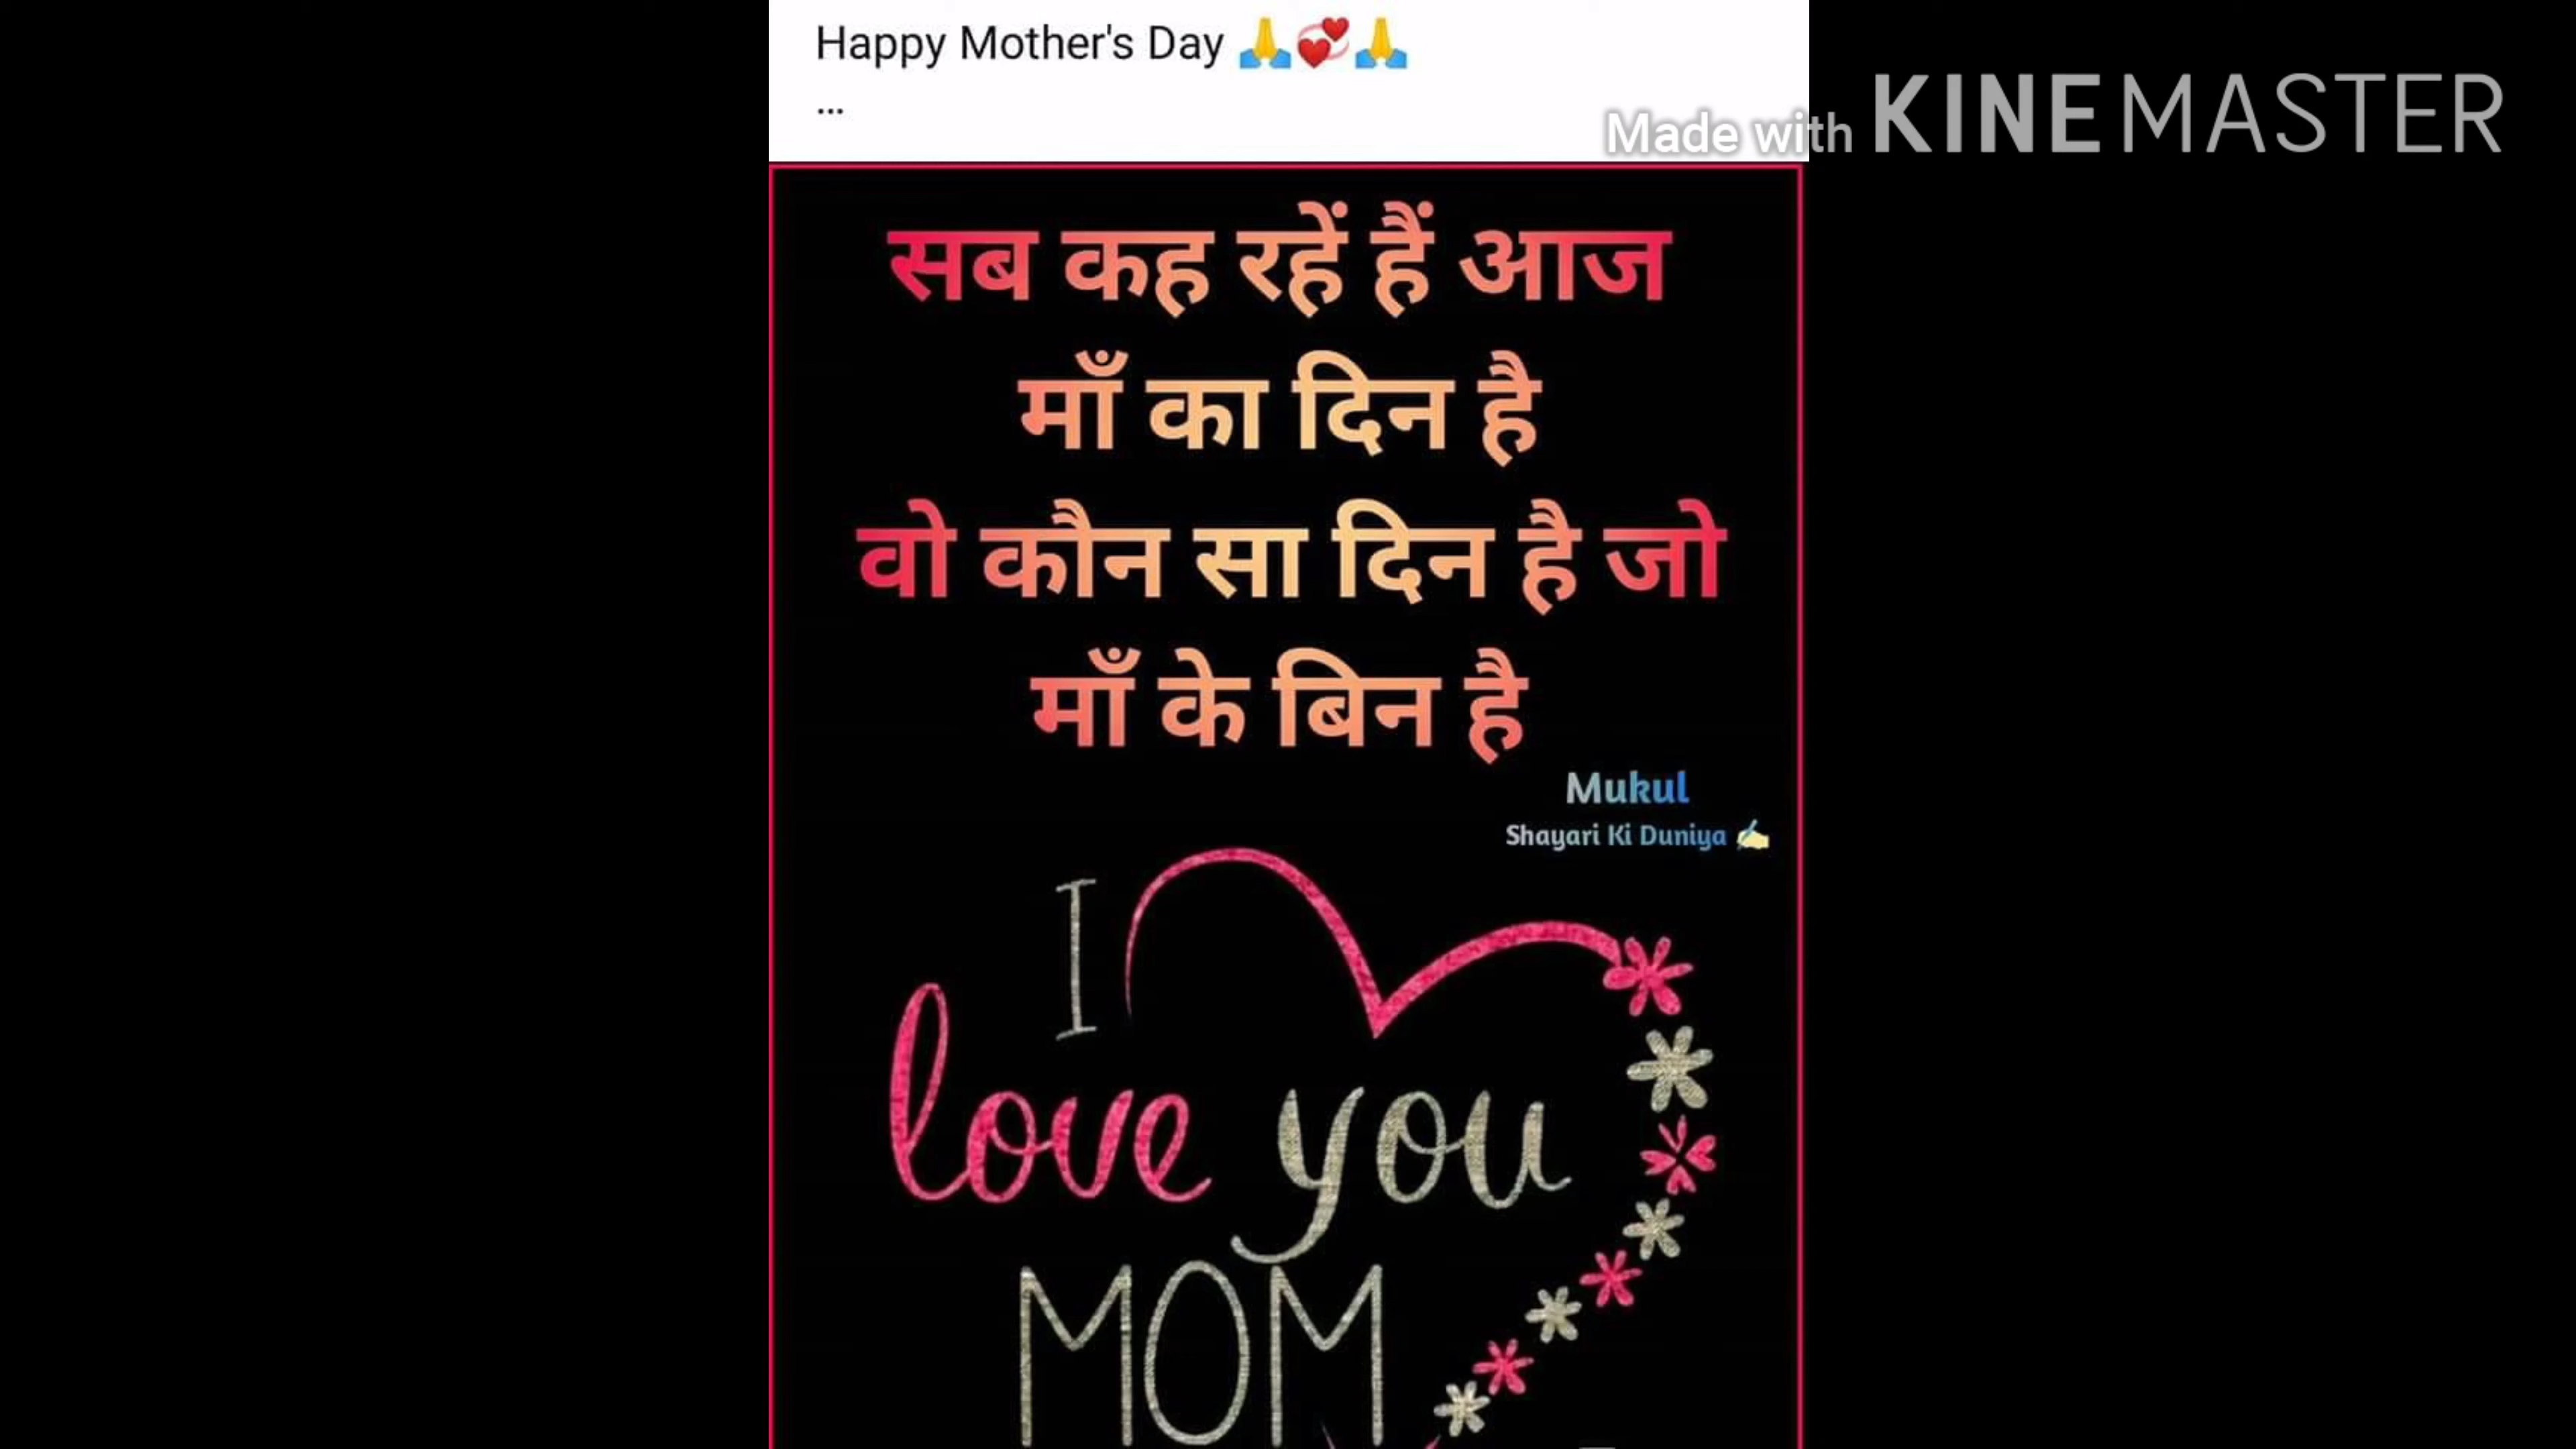 Happy Mother's Day 🙏💞🙏
...
Made with KINEMASTER
सब कह रहें हैं आज
माँ का दिन है
वो कौन सा दिन है जो
माँ के बिन है
Mukul
Shayari Ki Duniya ✍️
I
love you
MOM